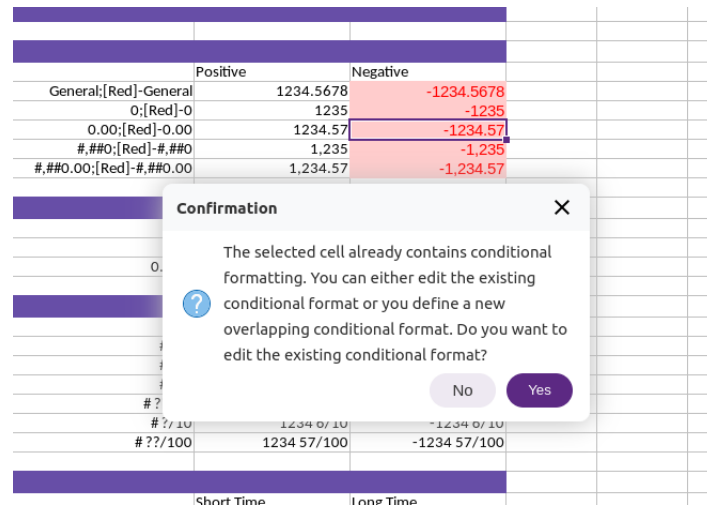 Positive Negative
General;[Red]-General 1234.5678 -1234.5678
0;[Red]-0 1235 -1235
0.00;[Red]-0.00 1234.57 -1234.57
#,##0;[Red]-#,##0 1,235 -1,235
#,##0.00;[Red]-#,##0.00 1,234.57 -1,234.57
Confirmation
The selected cell already contains conditional
formatting. You can either edit the existing
conditional format or you define a new
overlapping conditional format. Do you want to
edit the existing conditional format?
No Yes
0.
#
#
#
# ?
# ?/10 1234 6/10 -1234 6/10
# ??/100 1234 57/100 -1234 57/100
Short Time Long Time